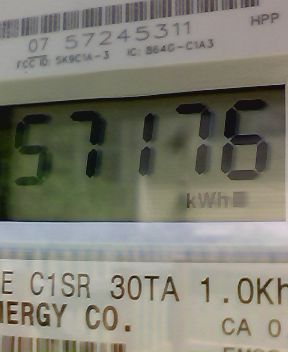 07 57245311
HPP
FCC ID: SK9C1A-3 IC: 864G-C1A3
57176
kWh
E C1SR 30TA 1.0Kh
ERGY CO.
CA 0